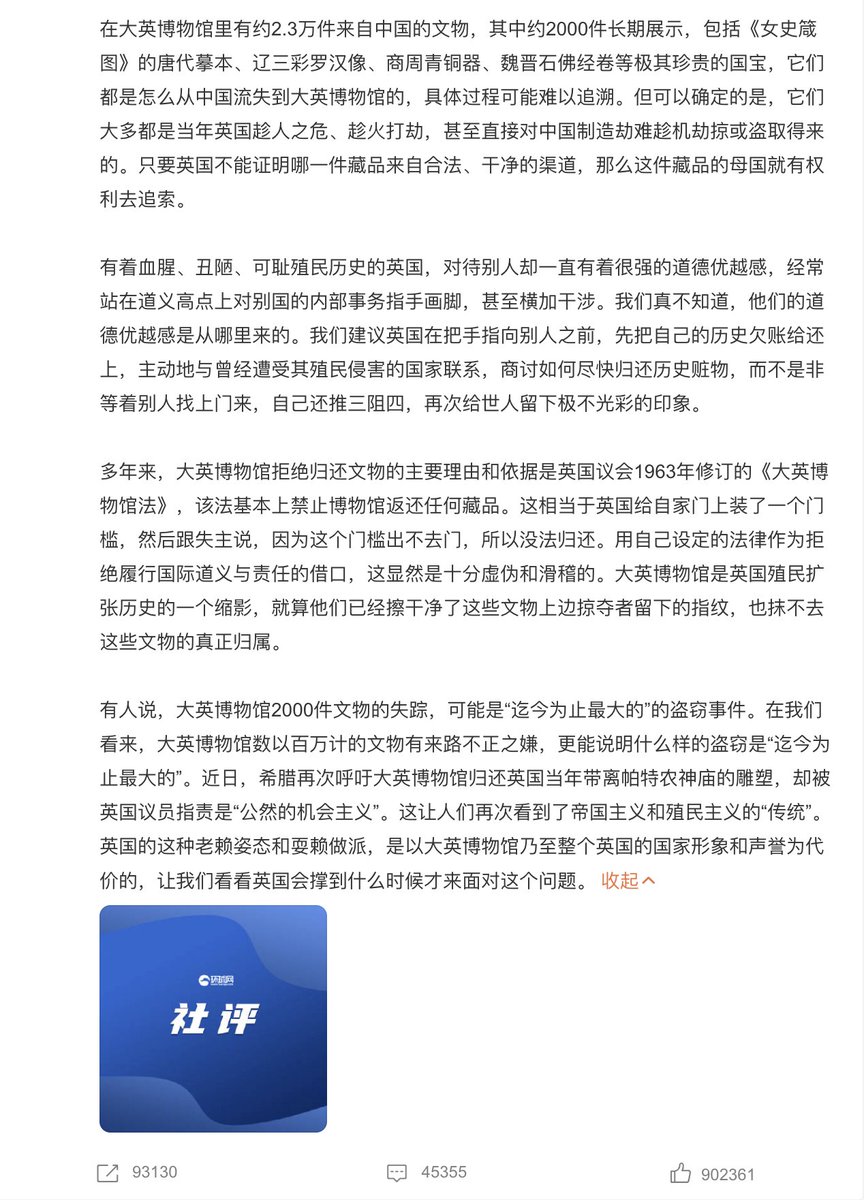 在大英博物馆里有约2.3万件来自中国的文物，其中约2000件长期展示，包括《女史箴
图》的唐代摹本、辽三彩罗汉像、商周青铜器、魏晋石佛经卷等极其珍贵的国宝，它们
都是怎么从中国流失到大英博物馆的，具体过程可能难以追溯。但可以确定的是，它们
大多都是当年英国趁人之危、趁火打劫，甚至直接对中国制造劫难趁机劫掠或盗取得来
的。只要英国不能证明哪一件藏品来自合法、干净的渠道，那么这件藏品的母国就有权
利去追索。
有着血腥、丑陋、可耻殖民历史的英国，对待别人却一直有着很强的道德优越感，经常
站在道义高点上对别国的内部事务指手画脚，甚至横加干涉。我们真不知道，他们的道
德优越感是从哪里来的。我们建议英国在把手指向别人之前，先把自己的历史欠账给还
上，主动地与曾经遭受其殖民侵害的国家联系，商讨如何尽快归还历史赃物，而不是非
等着别人找上门来，自己还推三阻四，再次给世人留下极不光彩的印象。
多年来，大英博物馆拒绝归还文物的主要理由和依据是英国议会1963年修订的《大英博
物馆法》，该法基本上禁止博物馆返还任何藏品。这相当于英国给自家门上装了一个门
槛，然后跟失主说，因为这个门槛出不去门，所以没法归还。用自己设定的法律作为拒
绝履行国际道义与责任的借口，这显然是十分虚伪和滑稽的。大英博物馆是英国殖民扩
张历史的一个缩影，就算他们已经擦干净了这些文物上边掠夺者留下的指纹，也抹不去
这些文物的真正归属。
有人说，大英博物馆2000件文物的失踪，可能是“迄今为止最大的”的盗窃事件。在我们
看来，大英博物馆数以百万计的文物有来路不正之嫌，更能说明什么样的盗窃是“迄今为
止最大的”。近日，希腊再次呼吁大英博物馆归还英国当年带离帕特农神庙的雕塑，却被
英国议员指责是“公然的机会主义”。这让人们再次看到了帝国主义和殖民主义的“传统”。
英国的这种老赖姿态和耍赖做派，是以大英博物馆乃至整个英国的国家形象和声誉为代
价的，让我们看看英国会撑到什么时候才来面对这个问题。 收起
环球网
社评
93130
45355
902361